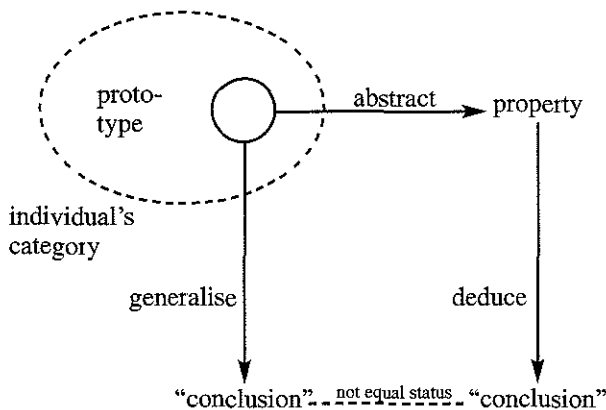 proto-
type
abstract
property
individual's
category
generalise
deduce
“conclusion”
not equal status
“conclusion”